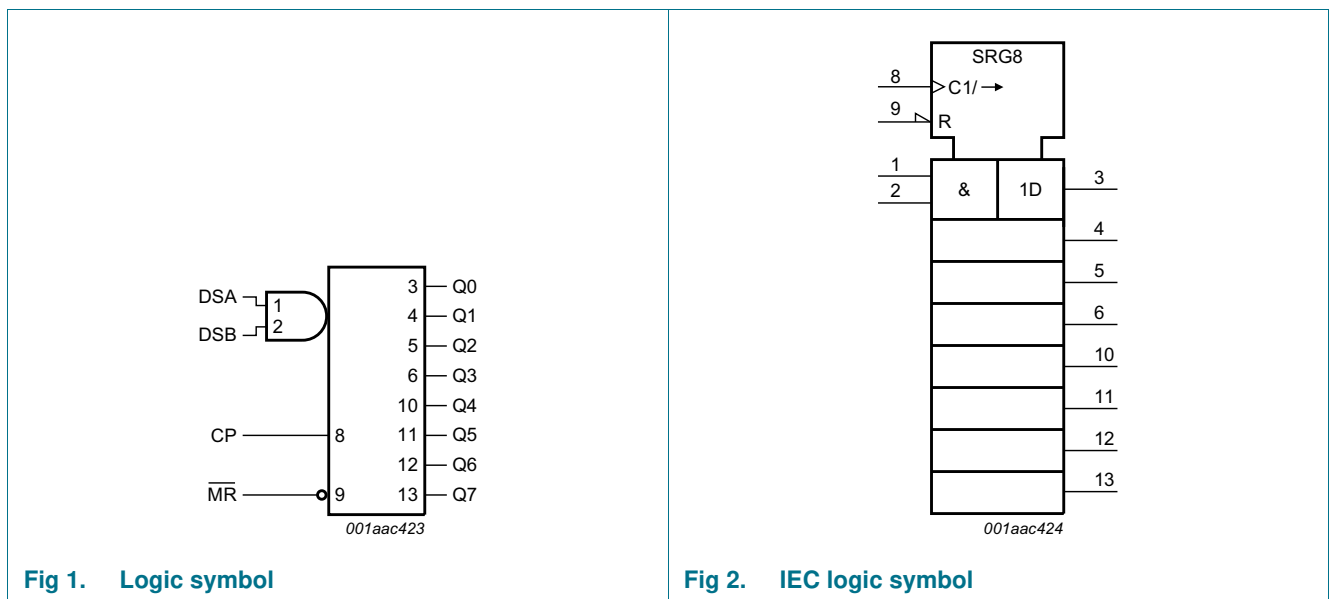 DSA
DSB
1
2
CP
8
MR
9
3 Q0
4 Q1
5 Q2
6 Q3
10 Q4
11 Q5
12 Q6
13 Q7
001aac423
Fig 1. Logic symbol
SRG8
8
C1/→
9
R
1
2
&
1D
3
4
5
6
10
11
12
13
001aac424
Fig 2. IEC logic symbol